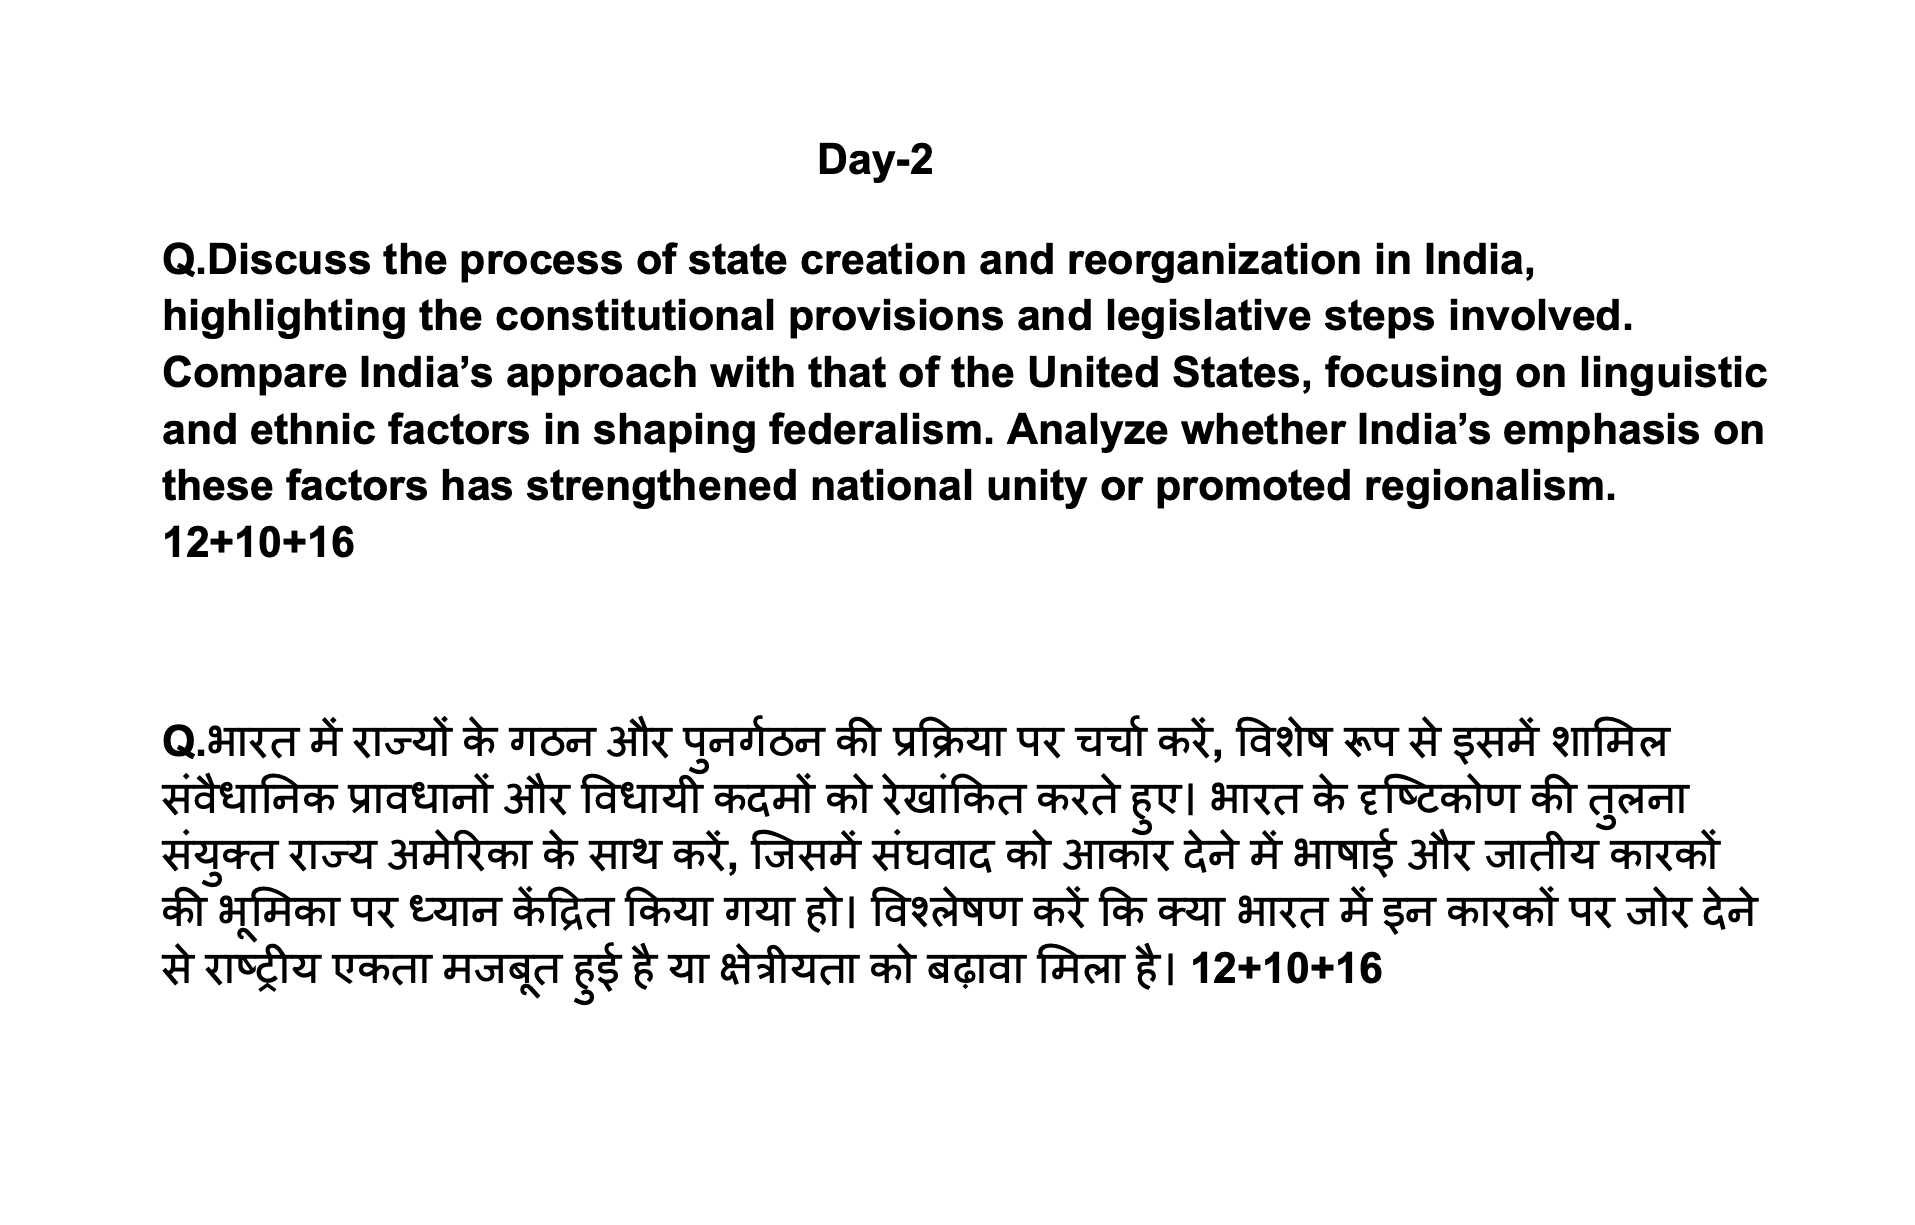 Day-2
Q.Discuss the process of state creation and reorganization in India,
highlighting the constitutional provisions and legislative steps involved.
Compare India’s approach with that of the United States, focusing on linguistic
and ethnic factors in shaping federalism. Analyze whether India’s emphasis on
these factors has strengthened national unity or promoted regionalism.
12+10+16
Q.भारत में राज्यों के गठन और पुनर्गठन की प्रक्रिया पर चर्चा करें, विशेष रूप से इसमें शामिल
संवैधानिक प्रावधानों और विधायी कदमों को रेखांकित करते हुए। भारत के दृष्टिकोण की तुलना
संयुक्त राज्य अमेरिका के साथ करें, जिसमें संघवाद को आकार देने में भाषाई और जातीय कारकों
की भूमिका पर ध्यान केंद्रित किया गया हो। विश्लेषण करें कि क्या भारत में इन कारकों पर जोर देने
से राष्ट्रीय एकता मजबूत हुई है या क्षेत्रीयता को बढ़ावा मिला है। 12+10+16